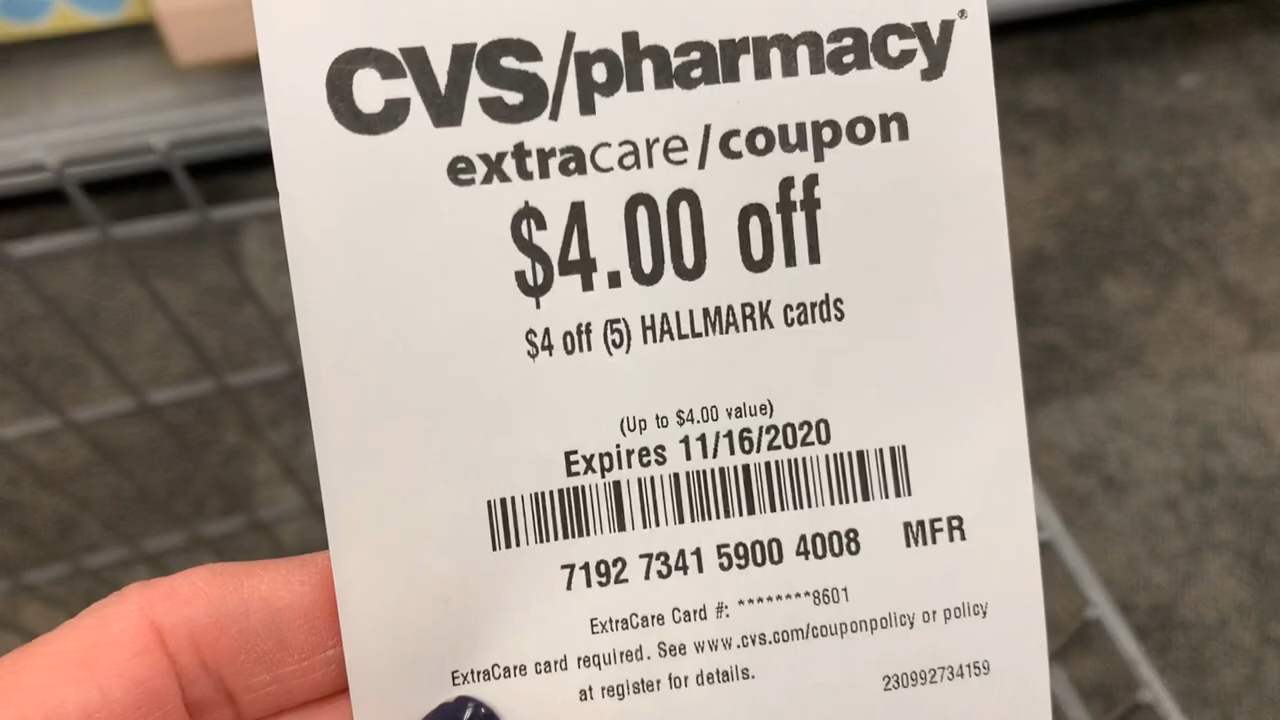 CVS/pharmacy®
extracare/coupon
$4.00 off
$4 off (5) HALLMARK cards
(Up to $4.00 value)
Expires 11/16/2020
7192 7341 5900 4008 MFR
ExtraCare Card #: ********8601
ExtraCare card required. See www.cvs.com/couponpolicy or policy
at register for details.
230992734159